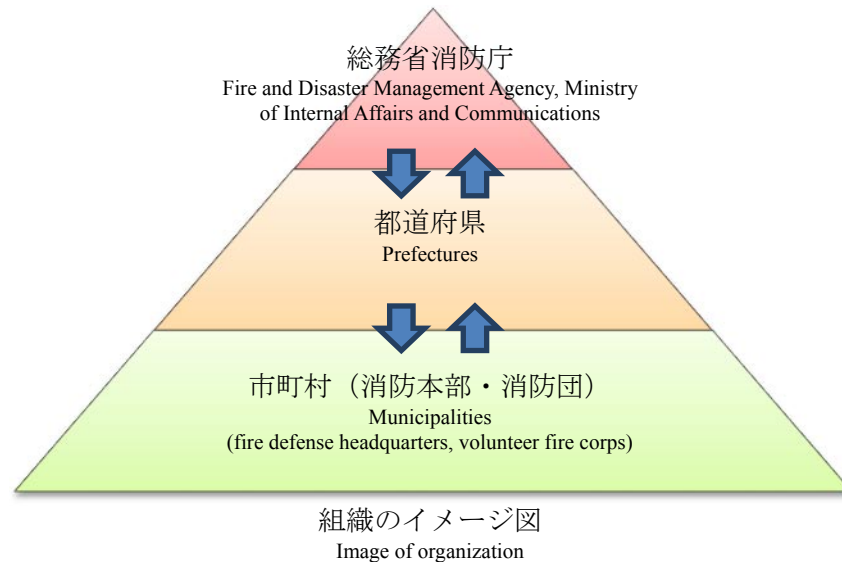 総務省消防庁
Fire and Disaster Management Agency, Ministry
of Internal Affairs and Communications
都道府県
Prefectures
市町村（消防本部・消防団）
Municipalities
(fire defense headquarters, volunteer fire corps)
組織のイメージ図
Image of organization